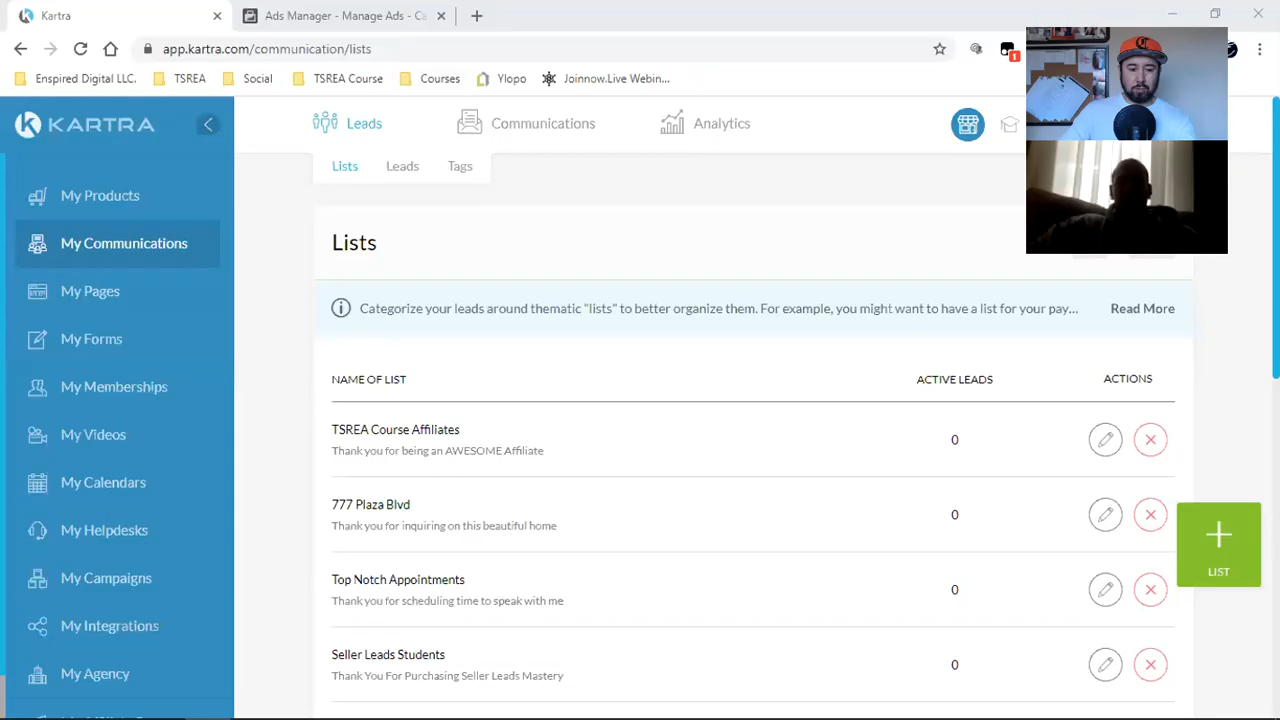 Kartra
Ads Manager - Manage Ads - Ca
app.kartra.com/communication/lists
1
Enspired Digital LLC.
TSREA
Social
TSREA Course
Courses
Ylopo
Joinnow.Live Webin...
KARTRA
Leads
Communications
Analytics
Lists
Leads
Tags
My Products
My Communications
My Pages
My Forms
My Memberships
My Videos
My Calendars
My Helpdesks
My Campaigns
My Integrations
My Agency
Lists
Categorize your leads around thematic "lists" to better organize them. For example, you might want to have a list for your pay...
Read More
NAME OF LIST
ACTIVE LEADS
ACTIONS
TSREA Course Affiliates
Thank you for being an AWESOME Affiliate
0
777 Plaza Blvd
Thank you for inquiring on this beautiful home
0
Top Notch Appointments
Thank you for scheduling time to speak with me
0
Seller Leads Students
Thank You For Purchasing Seller Leads Mastery
0
LIST